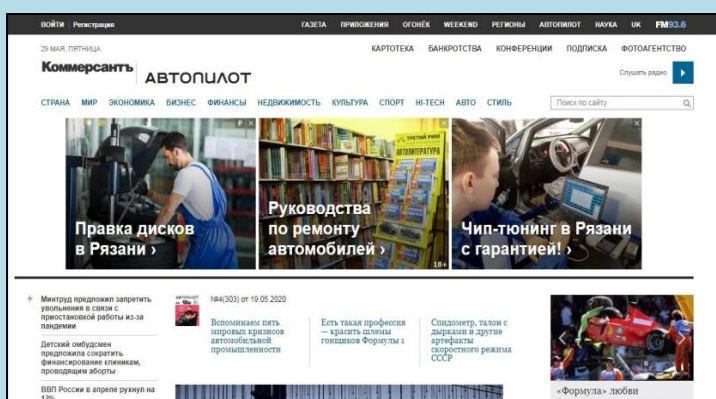 ВОЙТИ Регистрация
ГАЗЕТА ПРИЛОЖЕНИЯ ОГОНЁК WEEKEND РЕГИОНЫ АВТОПИЛОТ НАУКА UK FM93.6
29 МАЯ, ПЯТНИЦА
КАРТОТЕКА БАНКРОТСТВА КОНФЕРЕНЦИИ ПОДПИСКА ФОТОАГЕНТСТВО
Коммерсантъ АВТОПИЛОТ
Слушать радио
СТРАНА МИР ЭКОНОМИКА БИЗНЕС ФИНАНСЫ НЕДВИЖИМОСТЬ КУЛЬТУРА СПОРТ HI-TECH АВТО СТИЛЬ
Поиск по сайту
Правка дисков
в Рязани ›
ТРЕТИЙ РИМ
АВТОЛИТЕРАТУРА
Руководства
по ремонту
автомобилей ›
18+
Чип-тюнинг в Рязани
с гарантией! ›
Минтруд предложил запретить
увольнения в связи с
приостановкой работы из-за
пандемии
Детский омбудсмен
предложила сократить
финансирование клиникам,
проводящим аборты
ВВП России в апреле рухнул на
12%
№4(303) от 19.05.2020
Вспоминаем пять
мировых кризисов
автомобильной
промышленности
Есть такая профессия
— красить шлемы
гонщиков Формулы 1
Спидометр, талон с
дырками и другие
артефакты
скоростного режима
СССР
«Формула» любви